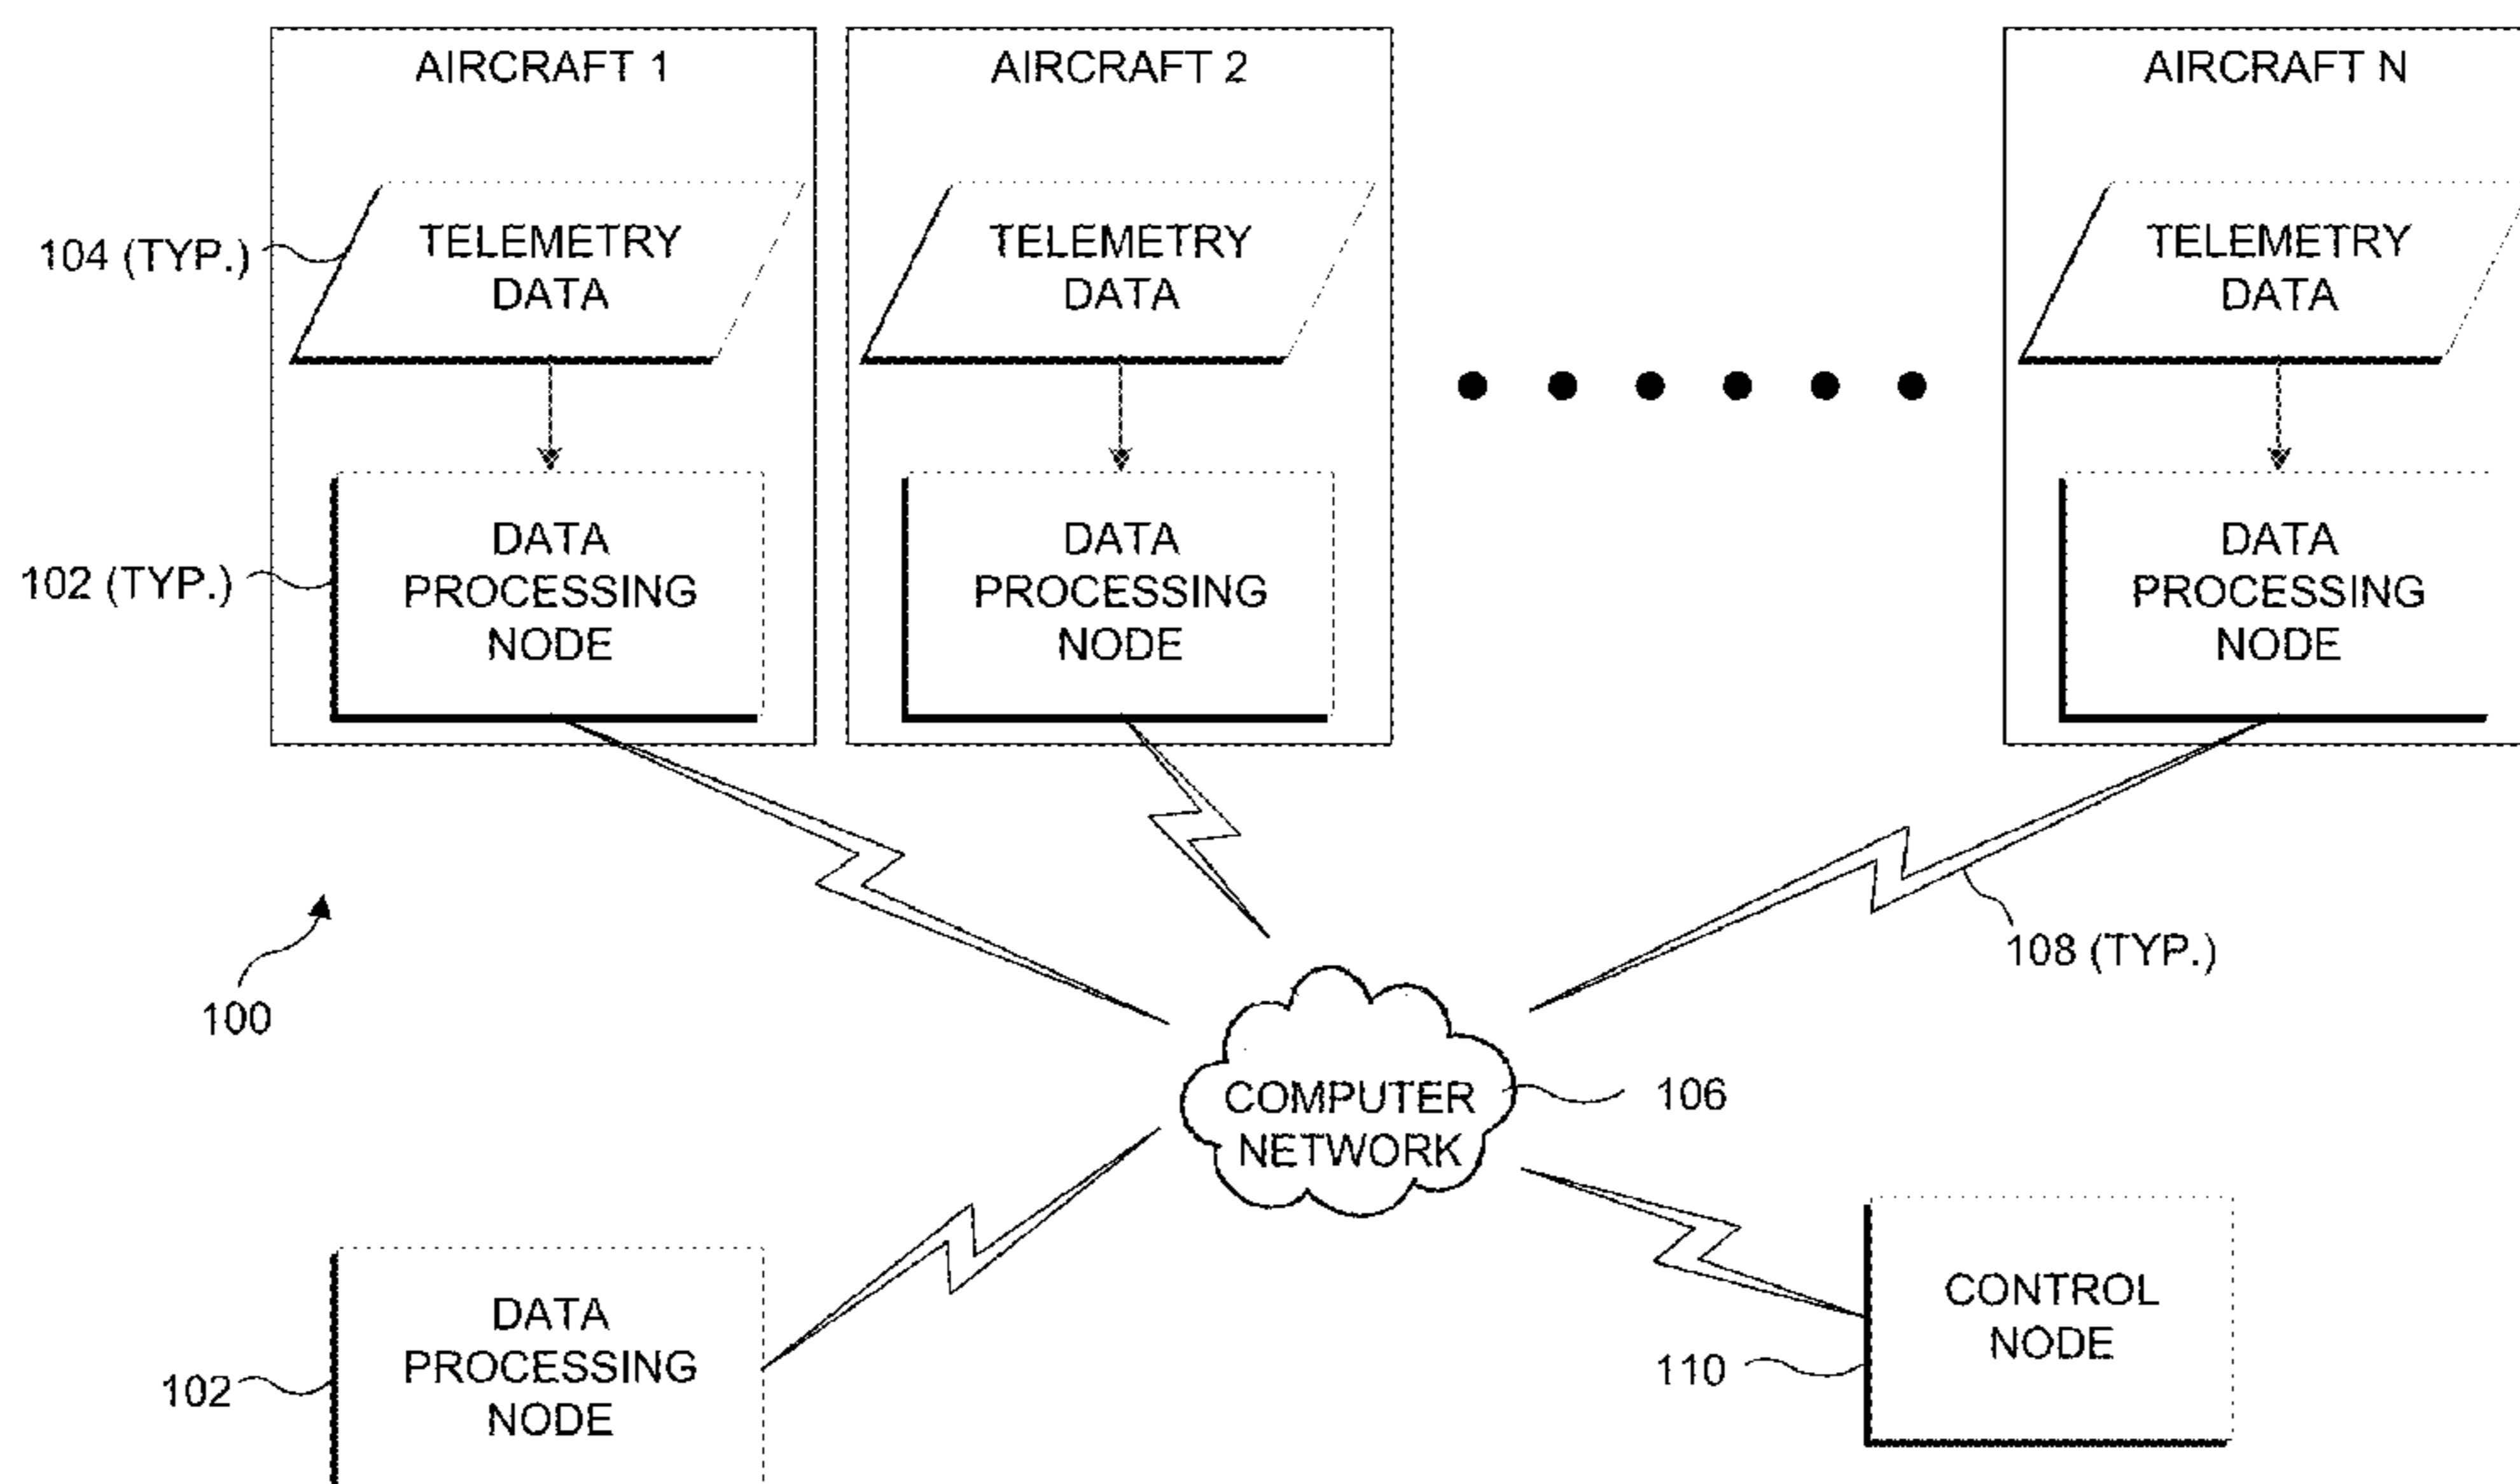 AIRCRAFT 1
AIRCRAFT 2
AIRCRAFT N
104 (TYP.)
TELEMETRY
DATA
TELEMETRY
DATA
TELEMETRY
DATA
102 (TYP.)
DATA
PROCESSING
NODE
DATA
PROCESSING
NODE
DATA
PROCESSING
NODE
108 (TYP.)
100
COMPUTER
NETWORK
106
102
DATA
PROCESSING
NODE
110
CONTROL
NODE